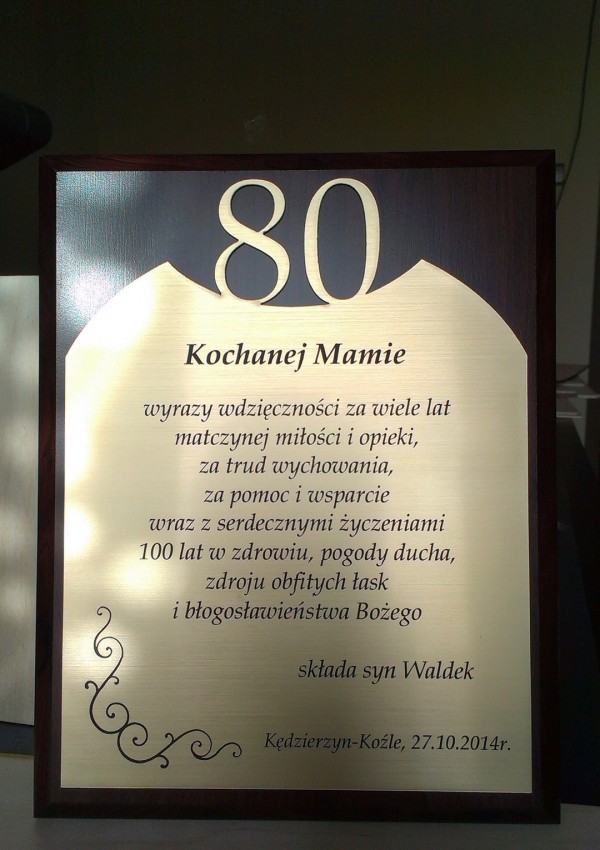 80
Kochanej Mamie
wyrazy wdzięczności za wiele lat
matczynej miłości i opieki,
za trud wychowania,
za pomoc i wsparcie
wraz z serdecznymi życzeniami
100 lat w zdrowiu, pogody ducha,
zdroju obfitych łask
i błogosławieństwa Bożego
składa syn Waldek
Kędzierzyn-Koźle, 27.10.2014r.